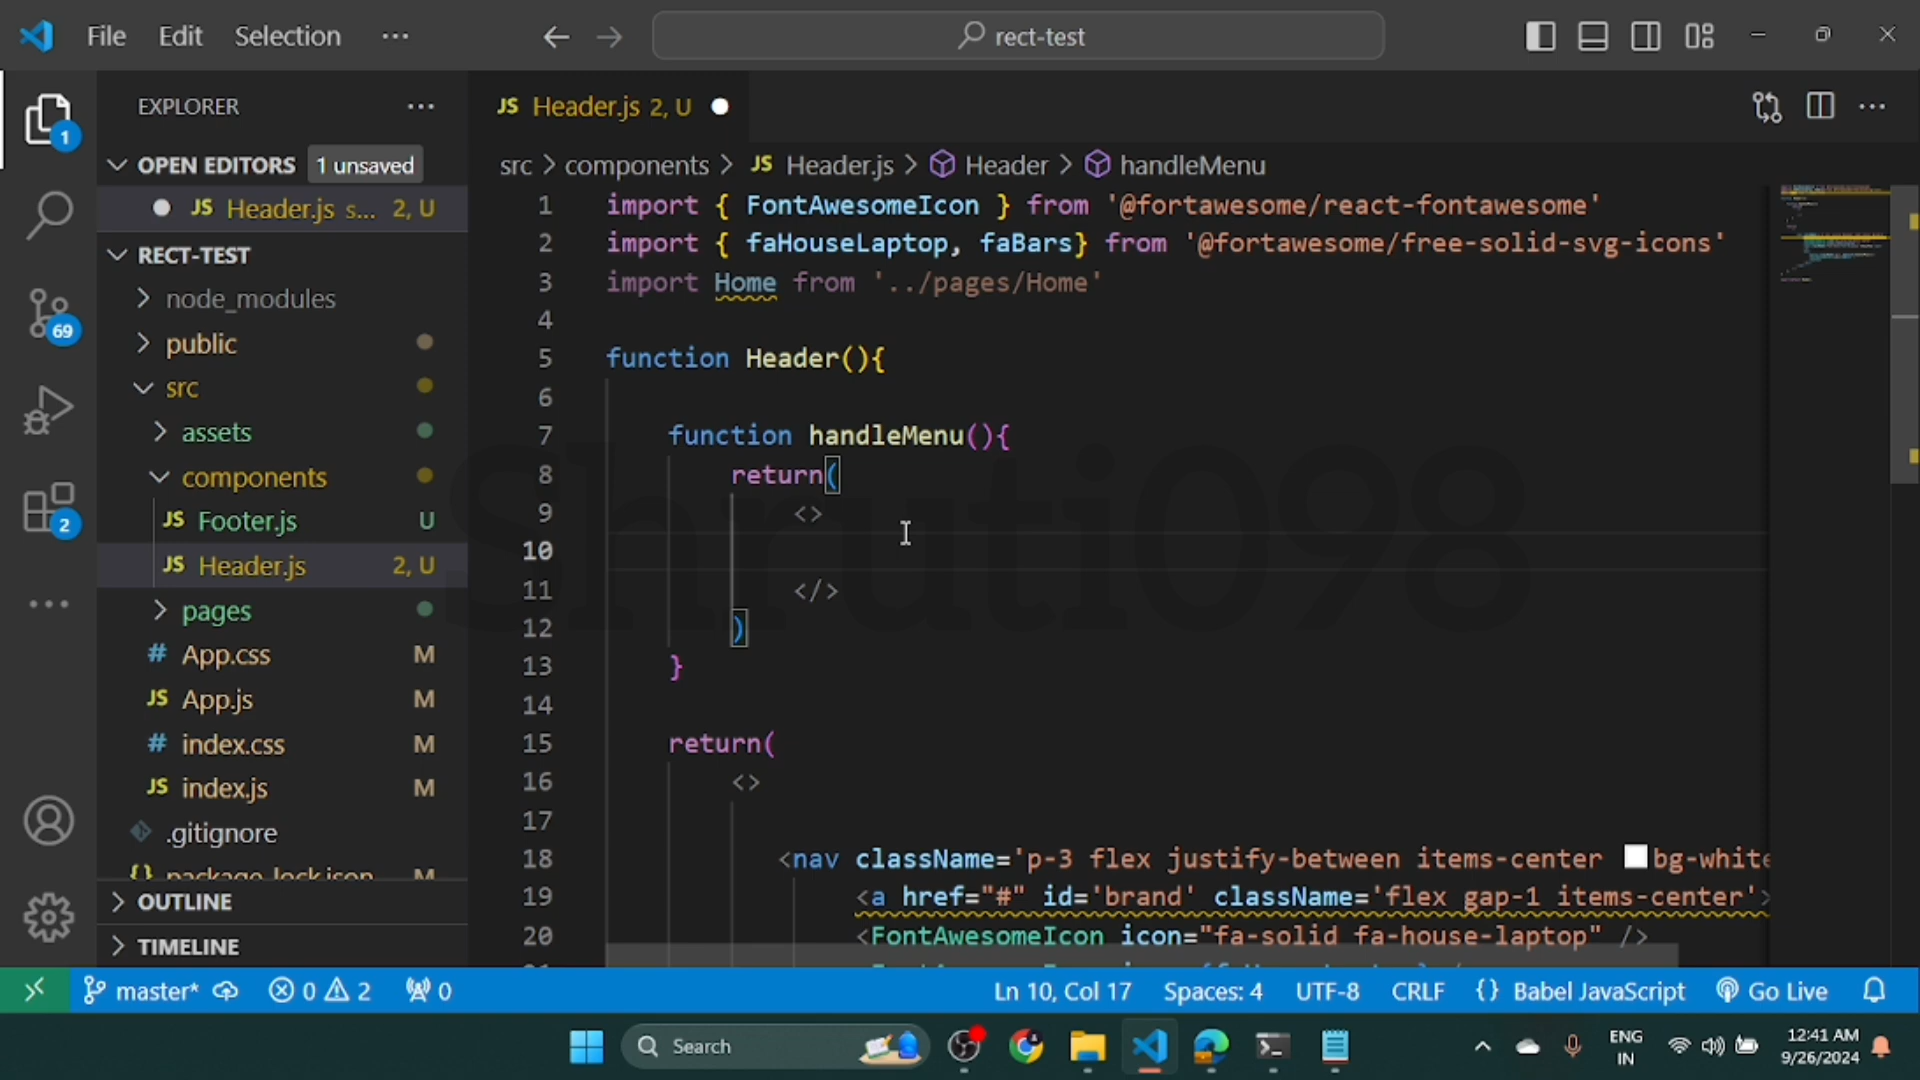 File Edit Selection ··· rect-test
EXPLORER ···
OPEN EDITORS 1 unsaved
JS Header.js s... 2, U
RECT-TEST
node_modules
public
src
assets
components
JS Footer.js U
JS Header.js 2, U
pages
# App.css M
JS App.js M
# index.css M
JS index.js M
.gitignore
{} package-lock.json M
OUTLINE
TIMELINE
1
69
2
JS Header.js 2, U
src > components > JS Header.js > Header > handleMenu
1 import { FontAwesomeIcon } from '@fortawesome/react-fontawesome'
2 import { faHouseLaptop, faBars} from '@fortawesome/free-solid-svg-icons'
3 import Home from '../pages/Home'
4
5 function Header(){
6
7 function handleMenu(){
8 return(
9 <>
10
11 </>
12 )
13 }
14
15 return(
16 <>
17
18 <nav className='p-3 flex justify-between items-center bg-white
19 <a href="#" id='brand' className='flex gap-1 items-center'>
20 <FontAwesomeIcon icon="fa-solid fa-house-laptop" />
Shruti098
master* 0 2 0 Ln 10, Col 17 Spaces: 4 UTF-8 CRLF {} Babel JavaScript Go Live
Search ENG IN 12:41 AM 9/26/2024